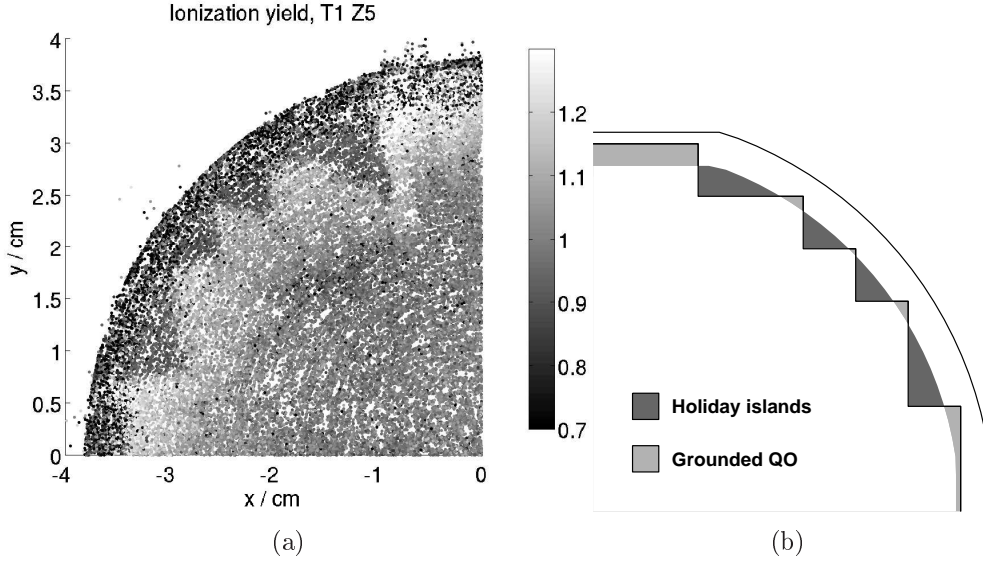 Ionization yield, T1 Z5
4
3.5
3
2.5
2
1.5
1
0.5
0
y / cm
-4
-3
-2
-1
0
x / cm
1.2
1.1
1
0.9
0.8
0.7
Holiday islands
Grounded QO
(a)
(b)